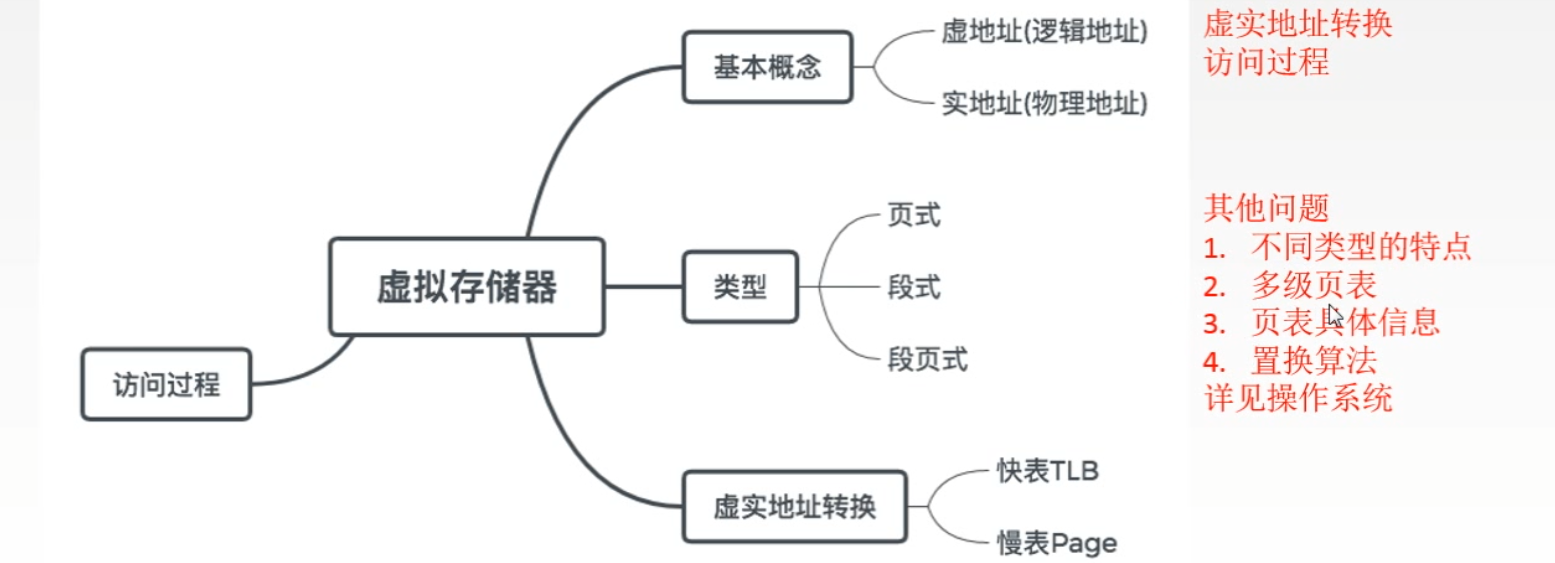 虚拟存储器
基本概念
虚地址(逻辑地址)
实地址(物理地址)
类型
页式
段式
段页式
虚实地址转换
快表TLB
慢表Page
访问过程
虚实地址转换
访问过程
其他问题
1. 不同类型的特点
2. 多级页表
3. 页表具体信息
4. 置换算法
详见操作系统